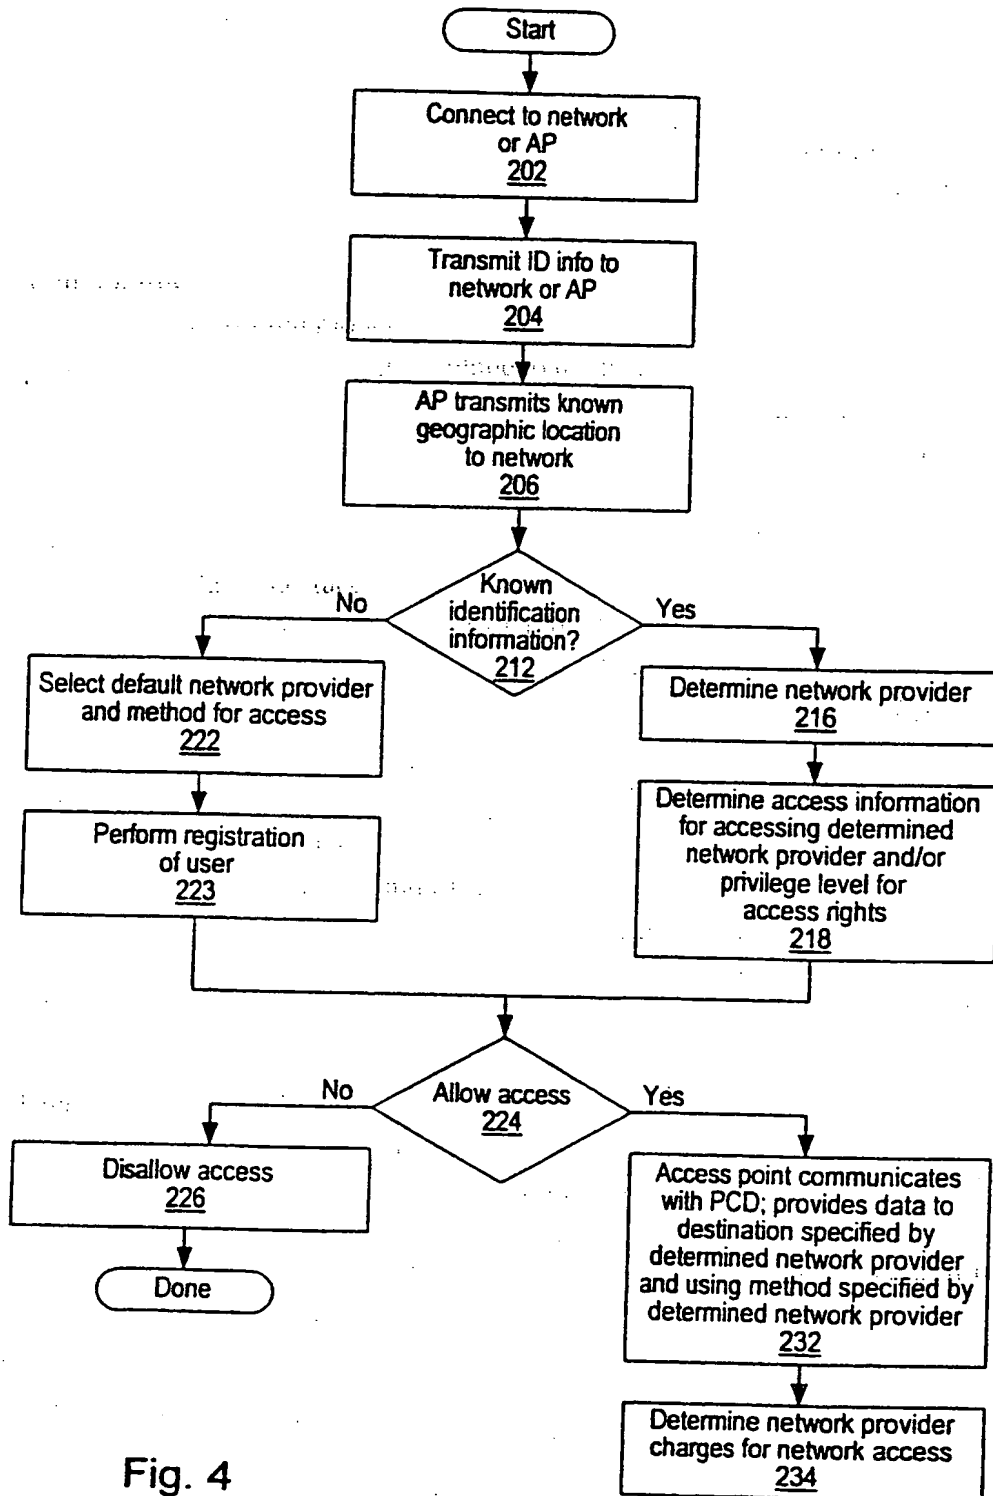 Start
Connect to network
or AP
202
Transmit ID info to
network or AP
204
AP transmits known
geographic location
to network
206
Known
identification
information?
212
No
Yes
Select default network provider
and method for access
222
Determine network provider
216
Perform registration
of user
223
Determine access information
for accessing determined
network provider and/or
privilege level for
access rights
218
Allow access
224
No
Yes
Disallow access
226
Done
Access point communicates
with PCD; provides data to
destination specified by
determined network provider
and using method specified by
determined network provider
232
Determine network provider
charges for network access
234
Fig. 4